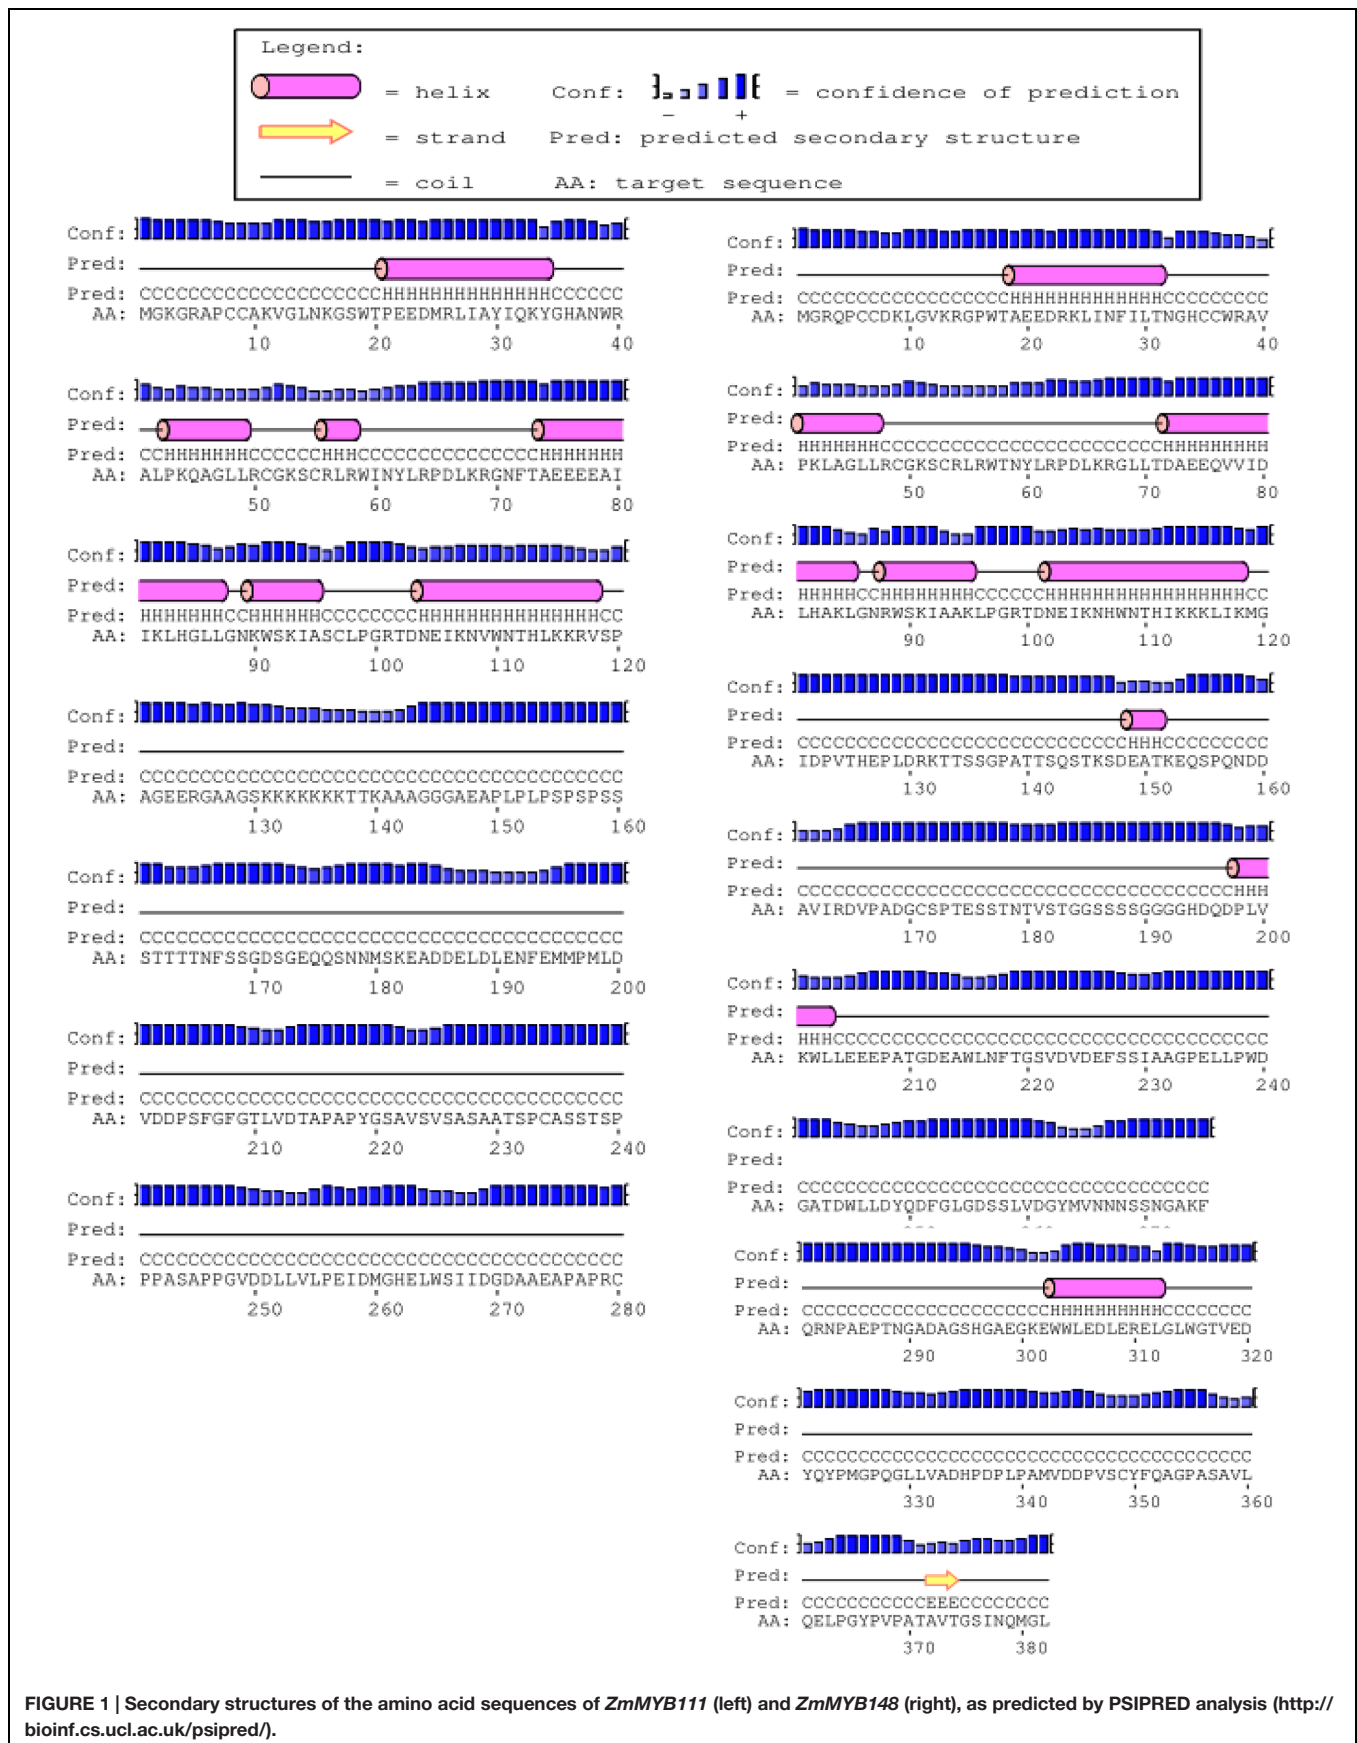 Legend:
= helix Conf: = confidence of prediction
- +
= strand Pred: predicted secondary structure
= coil AA: target sequence
Conf:
Pred:
Pred: CCCCCCCCCCCCCCCCCCCCHHHHHHHHHHHHHHCCCCCC
AA: MGKGRAPCCAKVGLNKGSWTPEEDMRLIAYIQKYGHANWR
10 20 30 40
Conf:
Pred:
Pred: CCHHHHHHHCCCCCCHHHCCCCCCCCCCCCCCCHHHHHHH
AA: ALPKQAGLLRCGKSCRLRWINYLRPDLKRGNFTAEEEEAI
50 60 70 80
Conf:
Pred:
Pred: HHHHHHHCCHHHHHHCCCCCCCCHHHHHHHHHHHHHHHCC
AA: IKLHGLLGNKWSKIASCLPGRTDNEIKNVWNTHLKKRVSP
90 100 110 120
Conf:
Pred:
Pred: CCCCCCCCCCCCCCCCCCCCCCCCCCCCCCCCCCCCCCCC
AA: AGEERGAAGSKKKKKKKTTKAAAGGGAEAPLPLPSPSPSS
130 140 150 160
Conf:
Pred:
Pred: CCCCCCCCCCCCCCCCCCCCCCCCCCCCCCCCCCCCCCCC
AA: STTTTNFSSGDSGEQQSNNMSKEADDELDLENFEMMPMLD
170 180 190 200
Conf:
Pred:
Pred: CCCCCCCCCCCCCCCCCCCCCCCCCCCCCCCCCCCCCCCC
AA: VDDPSFGFGTLVDTAPAPYGSAVSVSASAATSPCASSTSP
210 220 230 240
Conf:
Pred:
Pred: CCCCCCCCCCCCCCCCCCCCCCCCCCCCCCCCCCCCCCCC
AA: PPASAPPGVDDLLVLPEIDMGHELWSIIDGDAAEAPAPRC
250 260 270 280
Conf:
Pred:
Pred: CCCCCCCCCCCCCCCCCCHHHHHHHHHHHHHCCCCCCCCC
AA: MGRQPCCDKLGVKRGPWTAEEDRKLINFILTNGHCCWRAV
10 20 30 40
Conf:
Pred:
Pred: HHHHHHHCCCCCCCCCCCCCCCCCCCCCCCHHHHHHHHHH
AA: PKLAGLLRCGKSCRLRWTNYLRPDLKRGLLTDAEEQVVID
50 60 70 80
Conf:
Pred:
Pred: HHHHHCCHHHHHHHHCCCCCCHHHHHHHHHHHHHHHHHCC
AA: LHAKLGNRWSKIAAKLPGRTDNEIKNHWNTHIKKKLIKMG
90 100 110 120
Conf:
Pred:
Pred: CCCCCCCCCCCCCCCCCCCCCCCCCCCCHHHCCCCCCCCC
AA: IDPVTHEPLDRKTTSSGPATTSQSTKSDEATKEQSPQNDD
130 140 150 160
Conf:
Pred:
Pred: CCCCCCCCCCCCCCCCCCCCCCCCCCCCCCCCCCCCCHHH
AA: AVIRDVPADGCSPTESSTNTVSTGGSSSSGGGGHDQDPLV
170 180 190 200
Conf:
Pred:
Pred: HHHCCCCCCCCCCCCCCCCCCCCCCCCCCCCCCCCCCCCC
AA: KWLLEEEPATGDEAWLNFTGSVDVDEFSSIAAGPELLPWD
210 220 230 240
Conf:
Pred:
Pred: CCCCCCCCCCCCCCCCCCCCCCCCCCCCCCCCCCC
AA: GATDWLLDYQDFGLGDSSLVDGYMVNNNSSNGAKF
Conf:
Pred:
Pred: CCCCCCCCCCCCCCCCCCCCCCHHHHHHHHHHCCCCCCCC
AA: QRNPAEPTNGADAGSHGAEGKEWWLEDLERELGLWGTVED
290 300 310 320
Conf:
Pred:
Pred: CCCCCCCCCCCCCCCCCCCCCCCCCCCCCCCCCCCCCCCC
AA: YQYPMGPQGLLVADHPDPLPAMVDDPVSCYFQAGPASAVL
330 340 350 360
Conf:
Pred:
Pred: CCCCCCCCCCCEEECCCCCCCC
AA: QELPGYPVPATAVTGSINQMGL
370 380
FIGURE 1 | Secondary structures of the amino acid sequences of ZmMYB111 (left) and ZmMYB148 (right), as predicted by PSIPRED analysis (http://
bioinf.cs.ucl.ac.uk/psipred/).